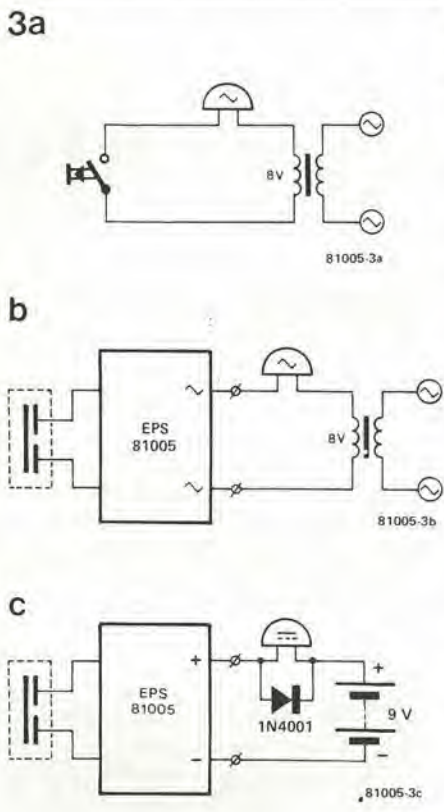 3a
8V
81005-3a
b
EPS
81005
8V
81005-3b
c
+
+
EPS
81005
9 V
1N4001
−
−
81005-3c